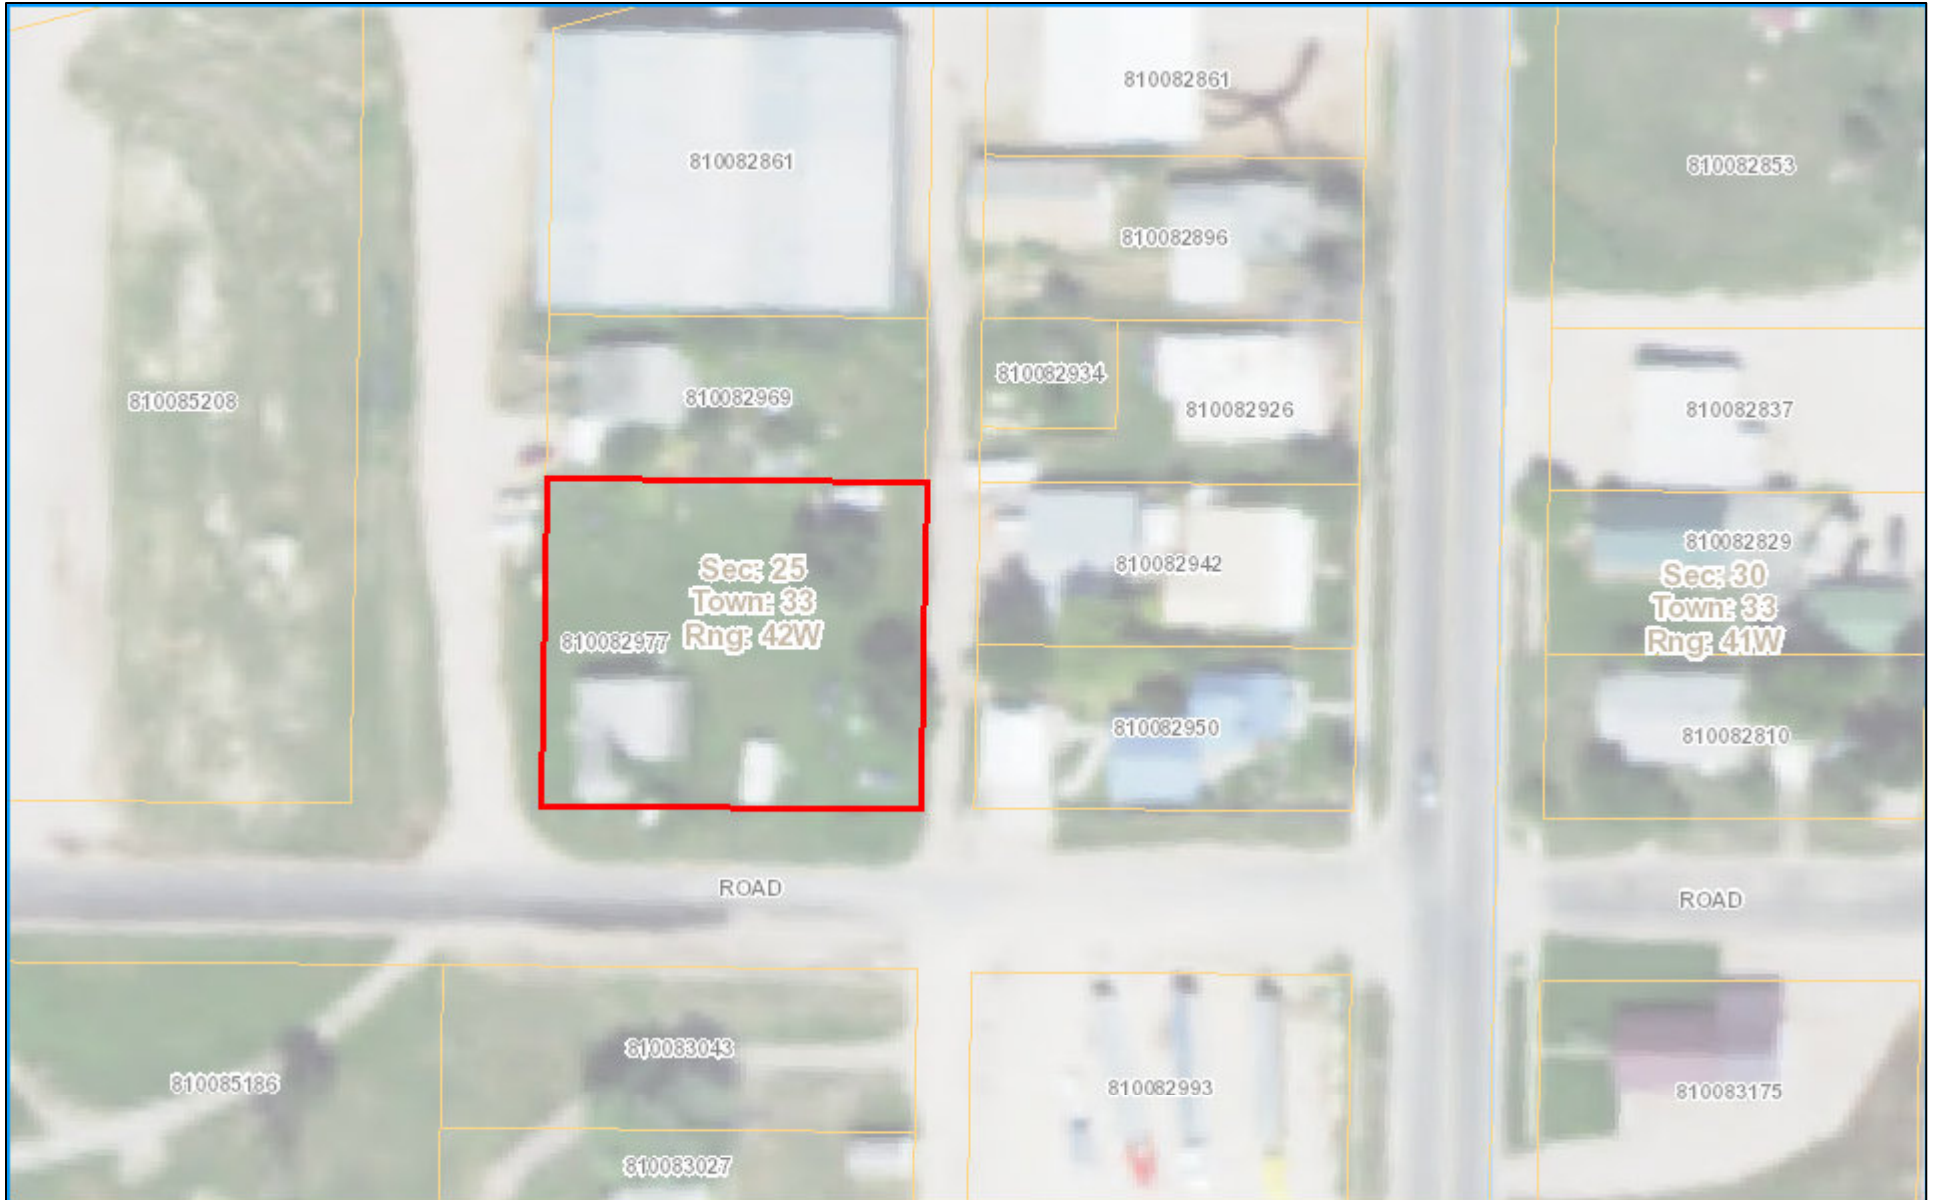 810082861
810082861
810082853
810082896
810085208
810082969
810082934
810082926
810082837
Sec: 25
Town: 33
Rng: 42W
810082977
810082942
810082829
Sec: 30
Town: 33
Rng: 41W
810082950
810082810
ROAD
ROAD
810083043
810085186
810082993
810083175
810083027